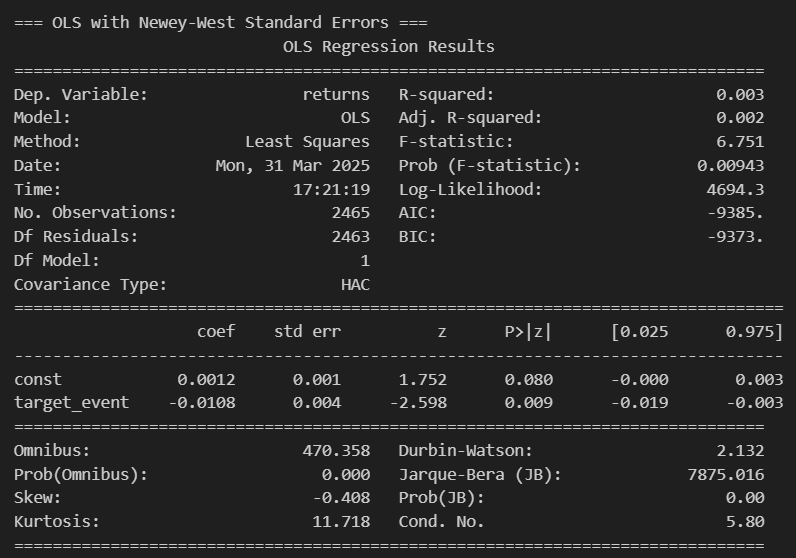 === OLS with Newey-West Standard Errors ===
                            OLS Regression Results
==============================================================================
Dep. Variable:                returns   R-squared:                       0.003
Model:                            OLS   Adj. R-squared:                  0.002
Method:                 Least Squares   F-statistic:                     6.751
Date:                Mon, 31 Mar 2025   Prob (F-statistic):            0.00943
Time:                        17:21:19   Log-Likelihood:                 4694.3
No. Observations:                2465   AIC:                            -9385.
Df Residuals:                    2463   BIC:                            -9373.
Df Model:                           1
Covariance Type:                  HAC
================================================================================
                   coef    std err          z      P>|z|      [0.025      0.975]
--------------------------------------------------------------------------------
const            0.0012      0.001      1.752      0.080      -0.000       0.003
target_event    -0.0108      0.004     -2.598      0.009      -0.019      -0.003
==============================================================================
Omnibus:                      470.358   Durbin-Watson:                   2.132
Prob(Omnibus):                  0.000   Jarque-Bera (JB):             7875.016
Skew:                          -0.408   Prob(JB):                         0.00
Kurtosis:                      11.718   Cond. No.                         5.80
==============================================================================